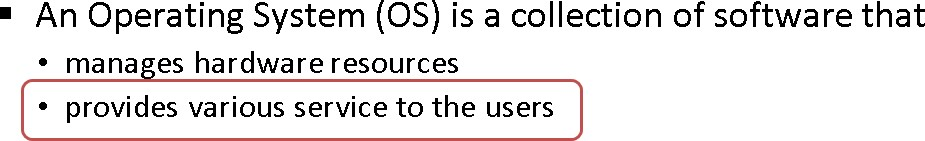 ▪ An Operating System (OS) is a collection of software that
• manages hardware resources
• provides various service to the users